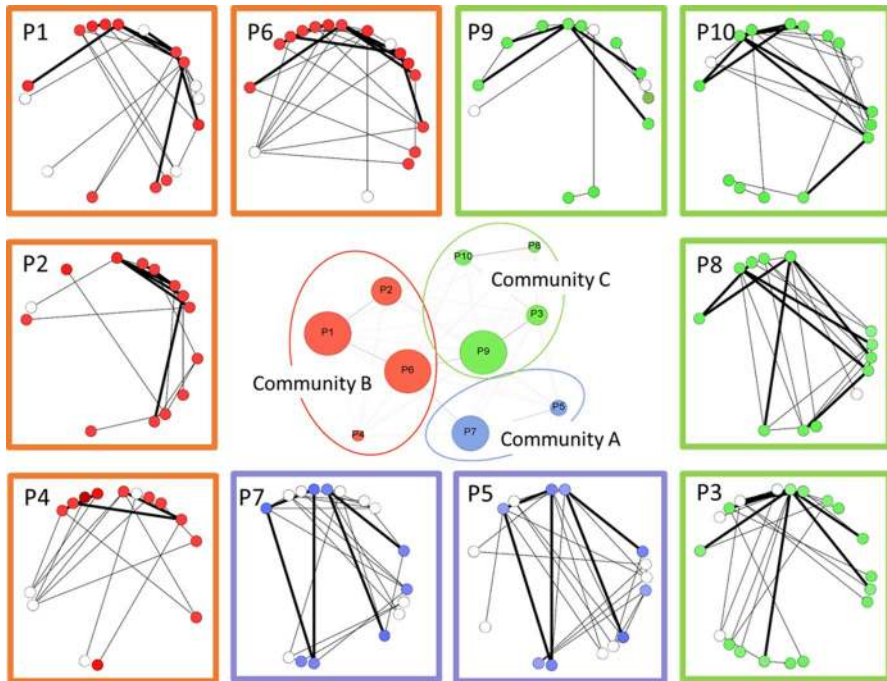 P1
P6
P9
P10
P2
P10
P8
Community C
P2
P3
P1
P9
P6
Community B
P5
P7
P4
Community A
P8
P4
P7
P5
P3